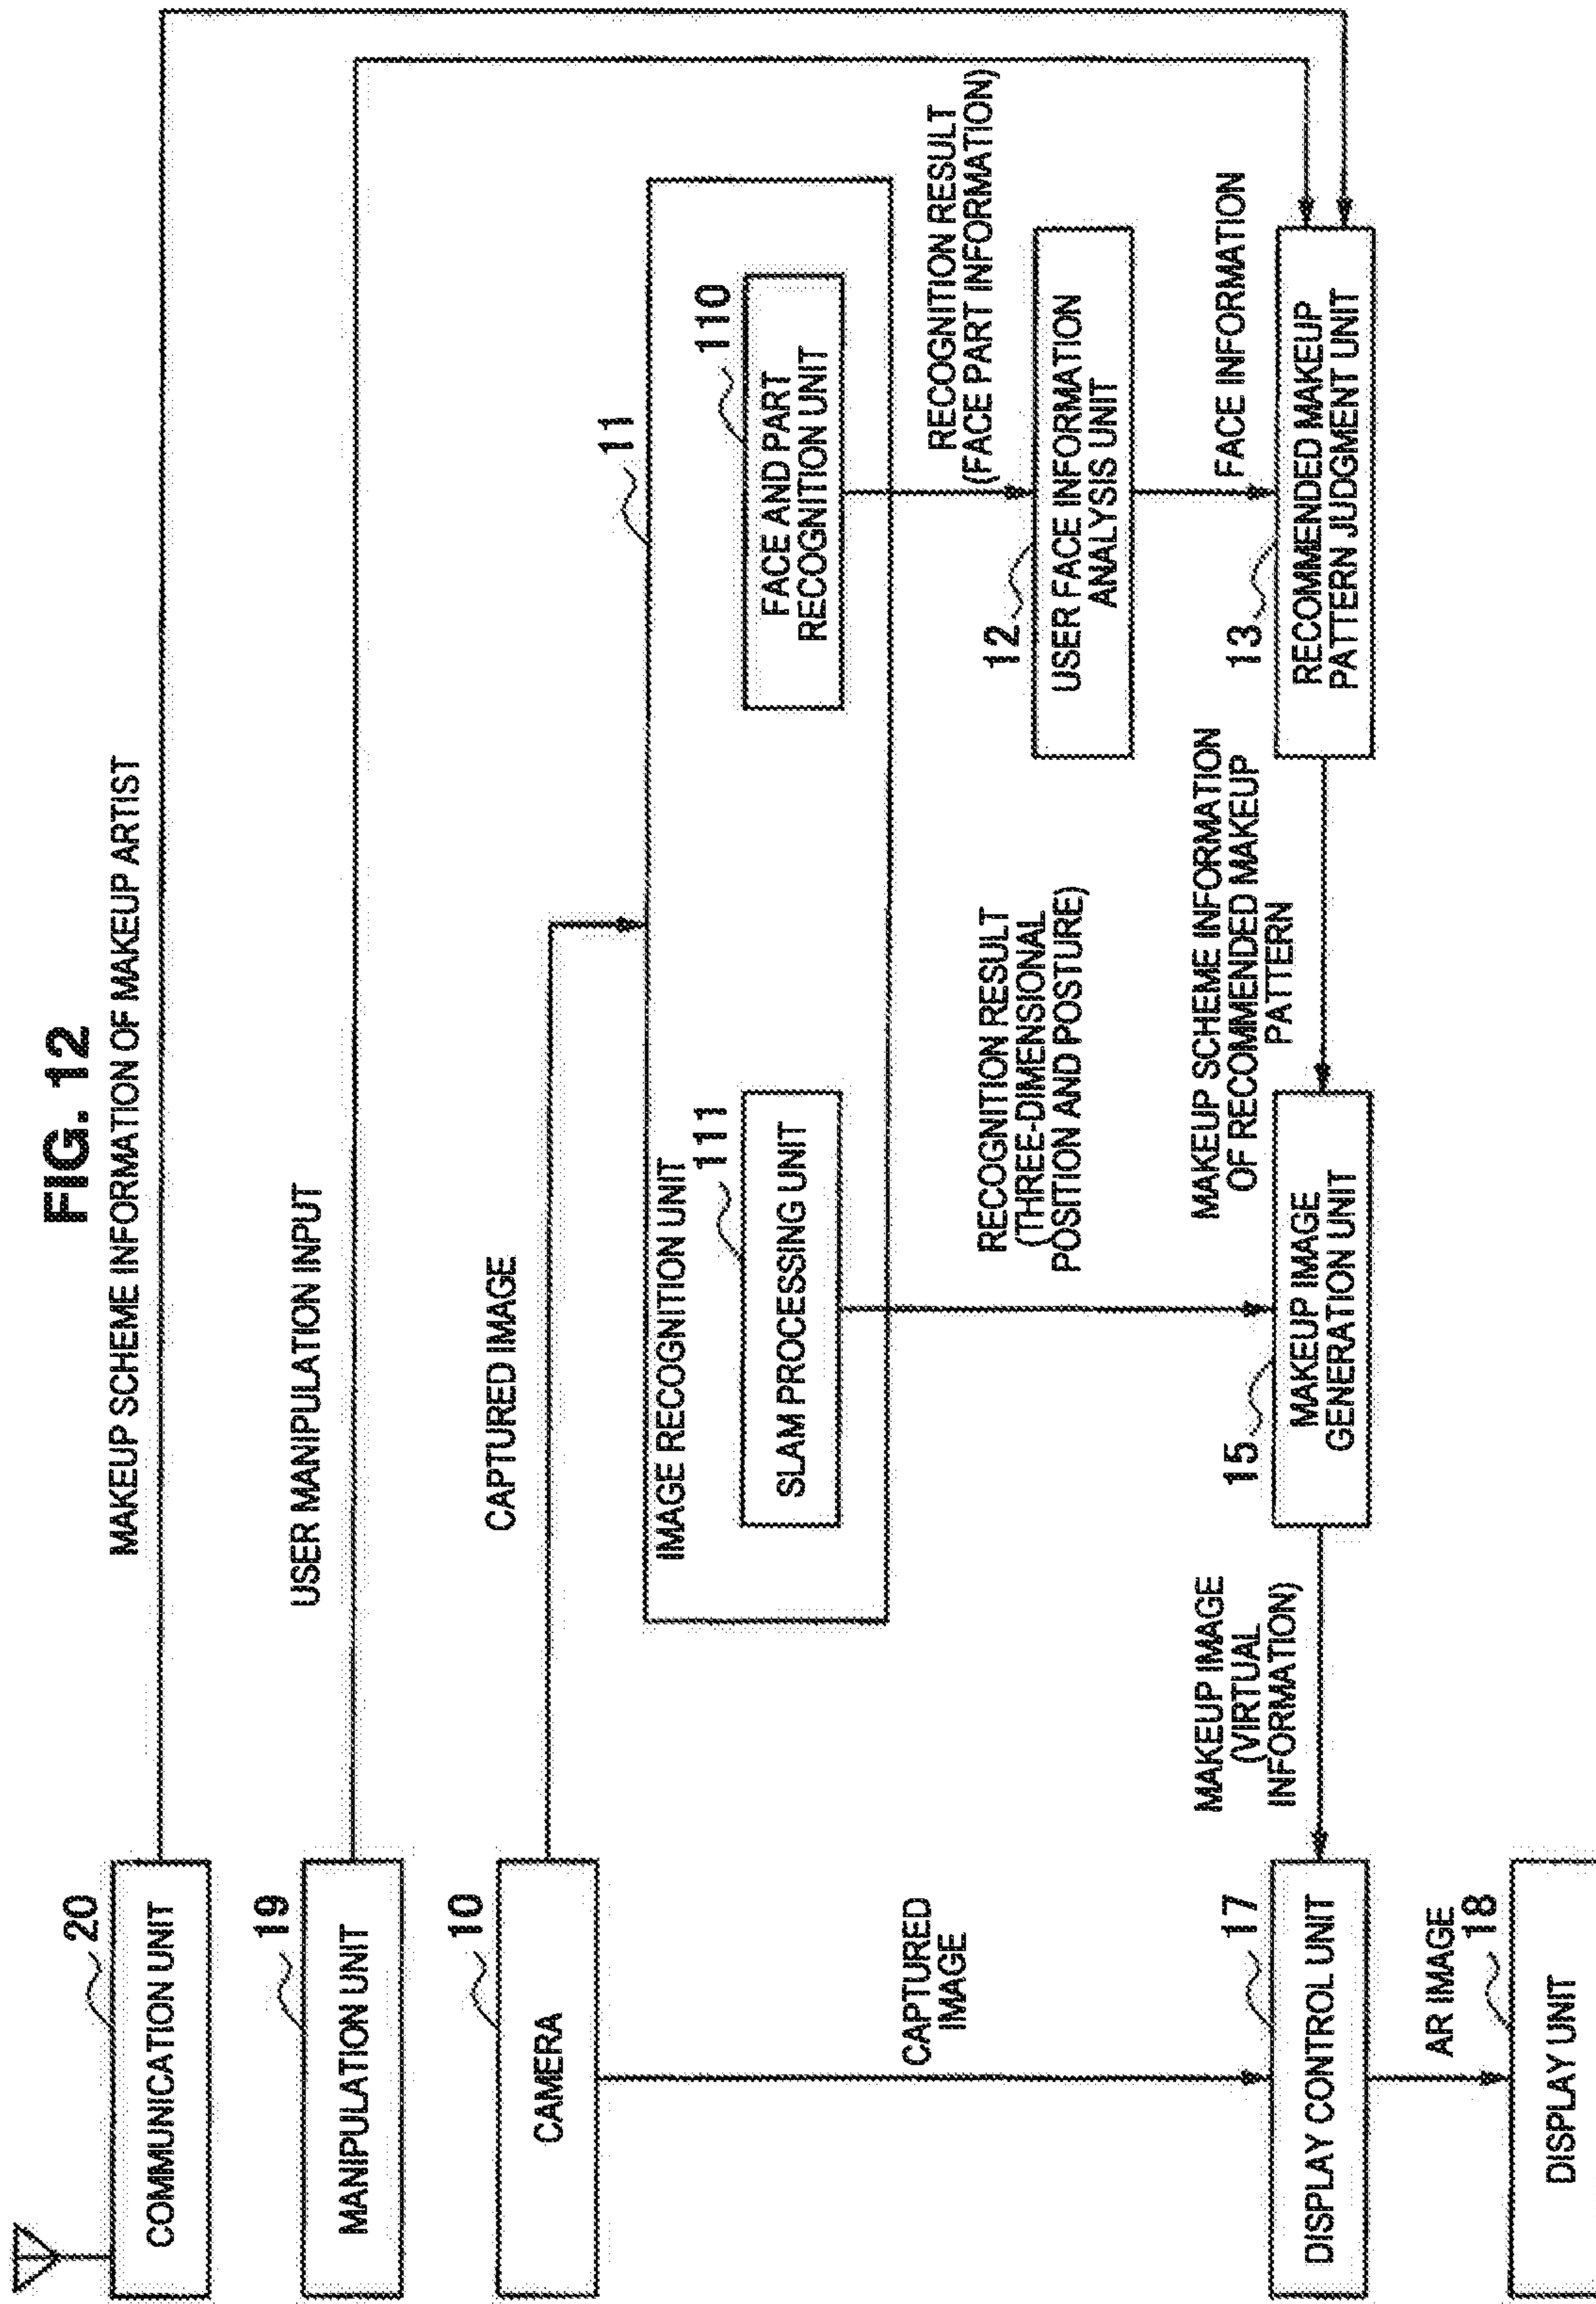 FIG. 12
MAKEUP SCHEME INFORMATION OF MAKEUP ARTIST
20
COMMUNICATION UNIT
USER MANIPULATION INPUT
19
MANIPULATION UNIT
CAPTURED IMAGE
10
CAMERA
11
IMAGE RECOGNITION UNIT
111
SLAM PROCESSING UNIT
110
FACE AND PART
RECOGNITION UNIT
CAPTURED
IMAGE
RECOGNITION RESULT
(THREE-DIMENSIONAL
POSITION AND POSTURE)
RECOGNITION RESULT
(FACE PART INFORMATION)
12
USER FACE INFORMATION
ANALYSIS UNIT
FACE INFORMATION
13
RECOMMENDED MAKEUP
PATTERN JUDGMENT UNIT
MAKEUP SCHEME INFORMATION
OF RECOMMENDED MAKEUP
PATTERN
15
MAKEUP IMAGE
GENERATION UNIT
MAKEUP IMAGE
(VIRTUAL
INFORMATION)
17
DISPLAY CONTROL UNIT
AR IMAGE
18
DISPLAY UNIT